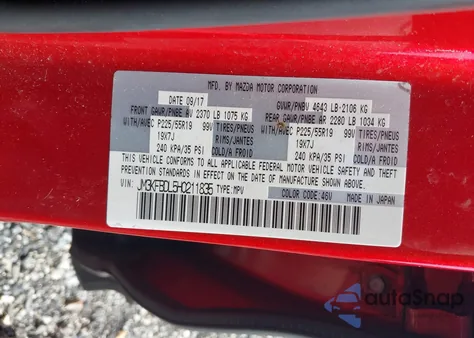 MFD. BY MAZDA MOTOR CORPORATION
DATE 09/17 GVWR/PNBV 4643 LB-2106 KG
FRONT GAWR/PNBE AV 2370 LB 1075 KG REAR GAWR/PNBE AR 2280 LB 1034 KG
WITH/AVEC P225/55R19 99V TIRES/PNEUS WITH/AVEC P225/55R19 99V TIRES/PNEUS
19X7J RIMS/JANTES 19X7J RIMS/JANTES
240 KPA/35 PSI COLD/A FROID 240 KPA/35 PSI COLD/A FROID
THIS VEHICLE CONFORMS TO ALL APPLICABLE FEDERAL MOTOR VEHICLE SAFETY AND THEFT
PREVENTION STANDARDS IN EFFECT ON THE DATE OF MANUFACTURE SHOWN ABOVE.
VIN: JM3KFBDL5H0211835 TYPE: MPV COLOR CODE: 46V MADE IN JAPAN
autoSnap